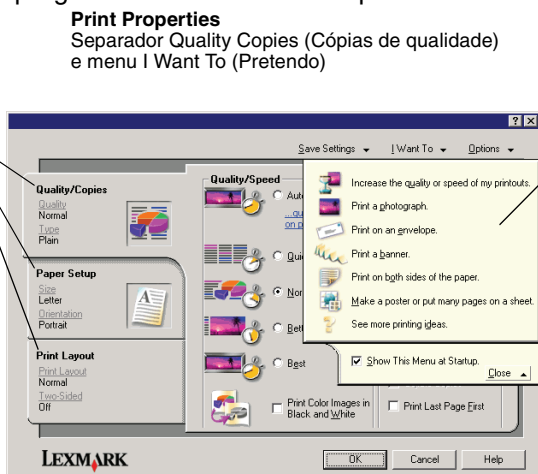 Print Properties
Separador Quality Copies (Cópias de qualidade)
e menu I Want To (Pretendo)
Save Settings I Want To Options
Quality/Copies
Quality
Normal
Type
Plain
Paper Setup
Size
Letter
Orientation
Portrait
Print Layout
Print Layout
Normal
Two-Sided
Off
Quality/Speed
Best
Print Color Images in
Black and White
Increase the quality or speed of my printouts.
Print a photograph.
Print on an envelope.
Print a banner.
Print on both sides of the paper.
Make a poster or put many pages on a sheet.
See more printing ideas.
Show This Menu at Startup.
Close
Print Last Page First
LEXMARK
OK Cancel Help